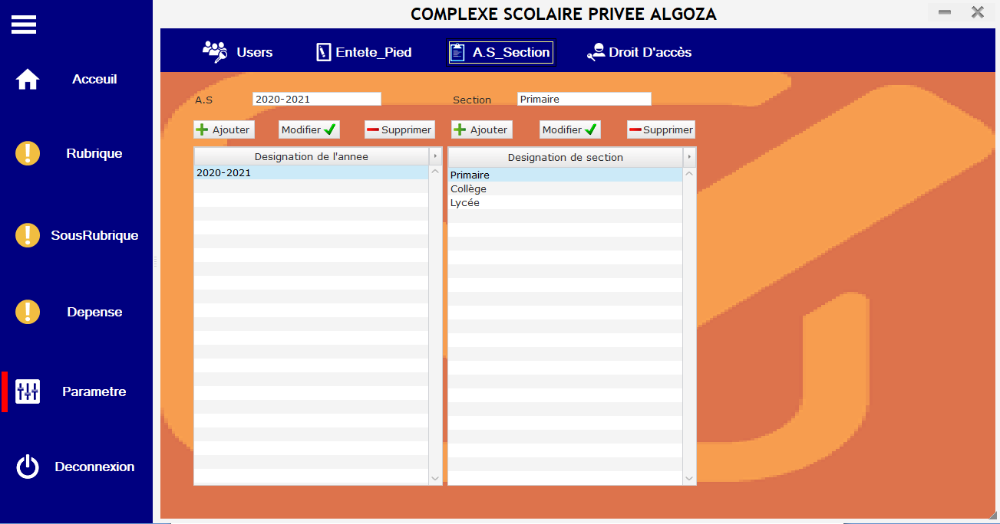 COMPLEXE SCOLAIRE PRIVEE ALGOZA
Users
Entete_Pied
A.S_Section
Droit D'accès
Acceuil
Rubrique
SousRubrique
Depense
Parametre
Deconnexion
A.S
2020-2021
Section
Primaire
Ajouter
Modifier
Supprimer
Ajouter
Modifier
Supprimer
Designation de l'annee
2020-2021
Designation de section
Primaire
Collège
Lycée